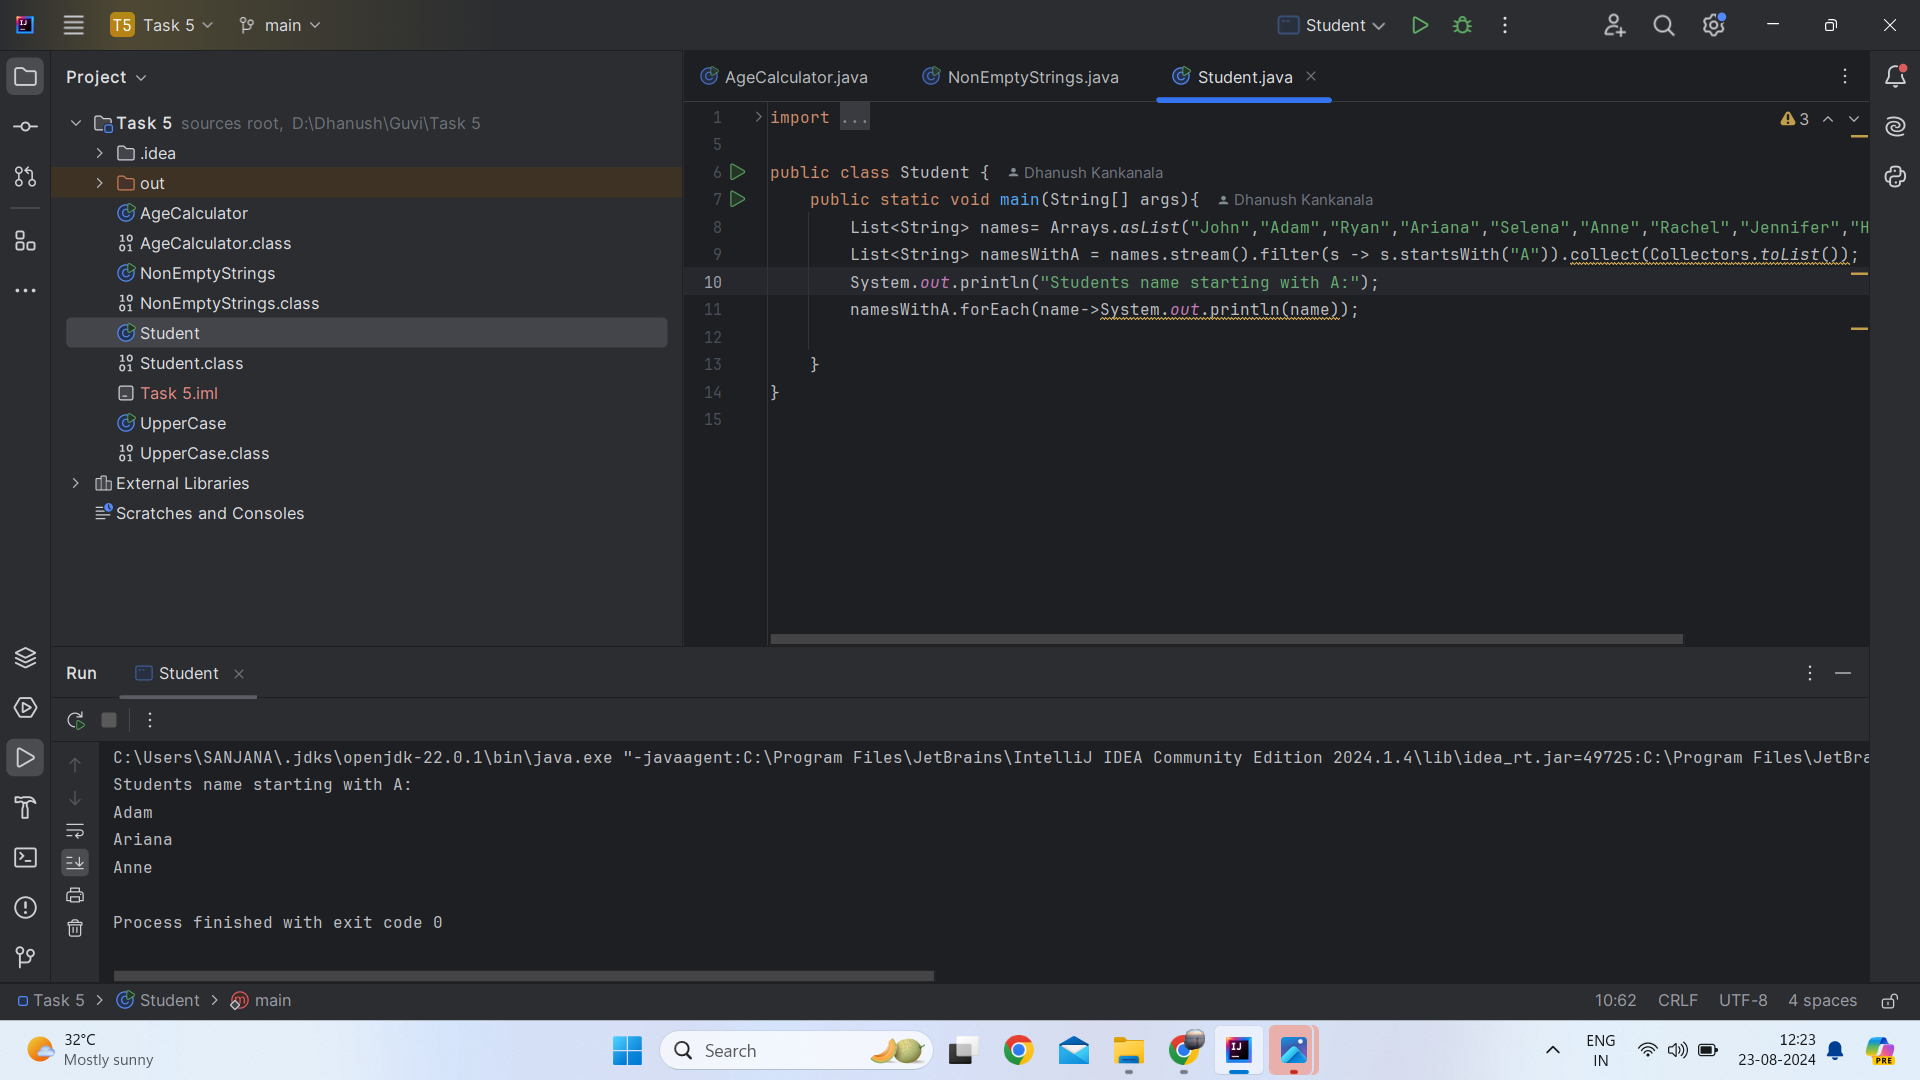 T5 Task 5 main Student
Project
AgeCalculator.java NonEmptyStrings.java Student.java
Task 5 sources root, D:\Dhanush\Guvi\Task 5
.idea
out
AgeCalculator
AgeCalculator.class
NonEmptyStrings
NonEmptyStrings.class
Student
Student.class
Task 5.iml
UpperCase
UpperCase.class
External Libraries
Scratches and Consoles
1 import ... 3
5
6 public class Student { Dhanush Kankanala
7 public static void main(String[] args){ Dhanush Kankanala
8 List<String> names= Arrays.asList("John","Adam","Ryan","Ariana","Selena","Anne","Rachel","Jennifer","H
9 List<String> namesWithA = names.stream().filter(s -> s.startsWith("A")).collect(Collectors.toList());
10 System.out.println("Students name starting with A:");
11 namesWithA.forEach(name->System.out.println(name));
12
13 }
14 }
15
Run Student
C:\Users\SANJANA\.jdks\openjdk-22.0.1\bin\java.exe "-javaagent:C:\Program Files\JetBrains\IntelliJ IDEA Community Edition 2024.1.4\lib\idea_rt.jar=49725:C:\Program Files\JetBra
Students name starting with A:
Adam
Ariana
Anne
Process finished with exit code 0
Task 5 > Student > main 10:62 CRLF UTF-8 4 spaces
32°C
Mostly sunny
Search
ENG
IN
12:23
23-08-2024
PRE